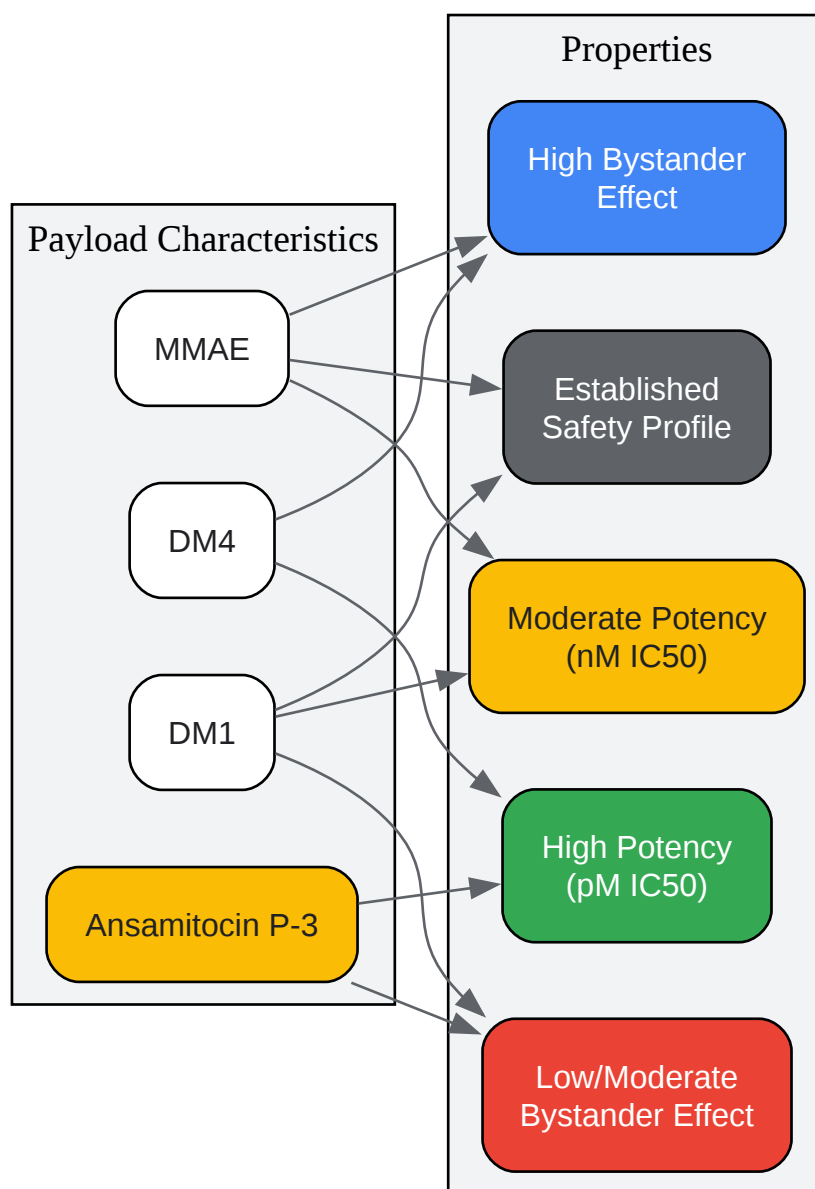 Payload Characteristics
MMAE
DM4
DM1
Ansamitocin P-3
Properties
High Bystander
Effect
Established
Safety Profile
Moderate Potency
(nM IC50)
High Potency
(pM IC50)
Low/Moderate
Bystander Effect